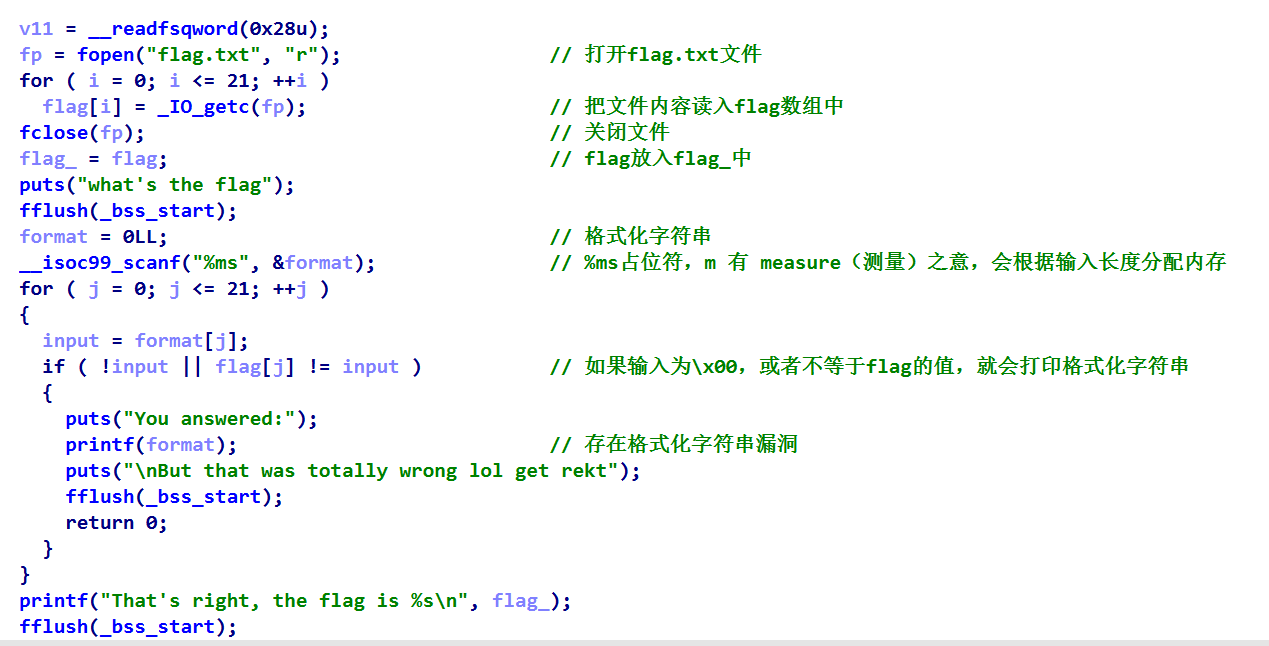 v11 = __readfsqword(0x28u);
fp = fopen("flag.txt", "r"); // 打开flag.txt文件
for ( i = 0; i <= 21; ++i )
flag[i] = _IO_getc(fp); // 把文件内容读入flag数组中
fclose(fp); // 关闭文件
flag_ = flag; // flag放入flag_中
puts("what's the flag");
fflush(_bss_start);
format = 0LL; // 格式化字符串
__isoc99_scanf("%ms", &format); // %ms占位符，m 有 measure（测量）之意，会根据输入长度分配内存
for ( j = 0; j <= 21; ++j )
{
input = format[j];
if ( !input || flag[j] != input ) // 如果输入为\x00，或者不等于flag的值，就会打印格式化字符串
{
puts("You answered:");
printf(format); // 存在格式化字符串漏洞
puts("\nBut that was totally wrong lol get rekt");
fflush(_bss_start);
return 0;
}
}
printf("That's right, the flag is %s\n", flag_);
fflush(_bss_start);